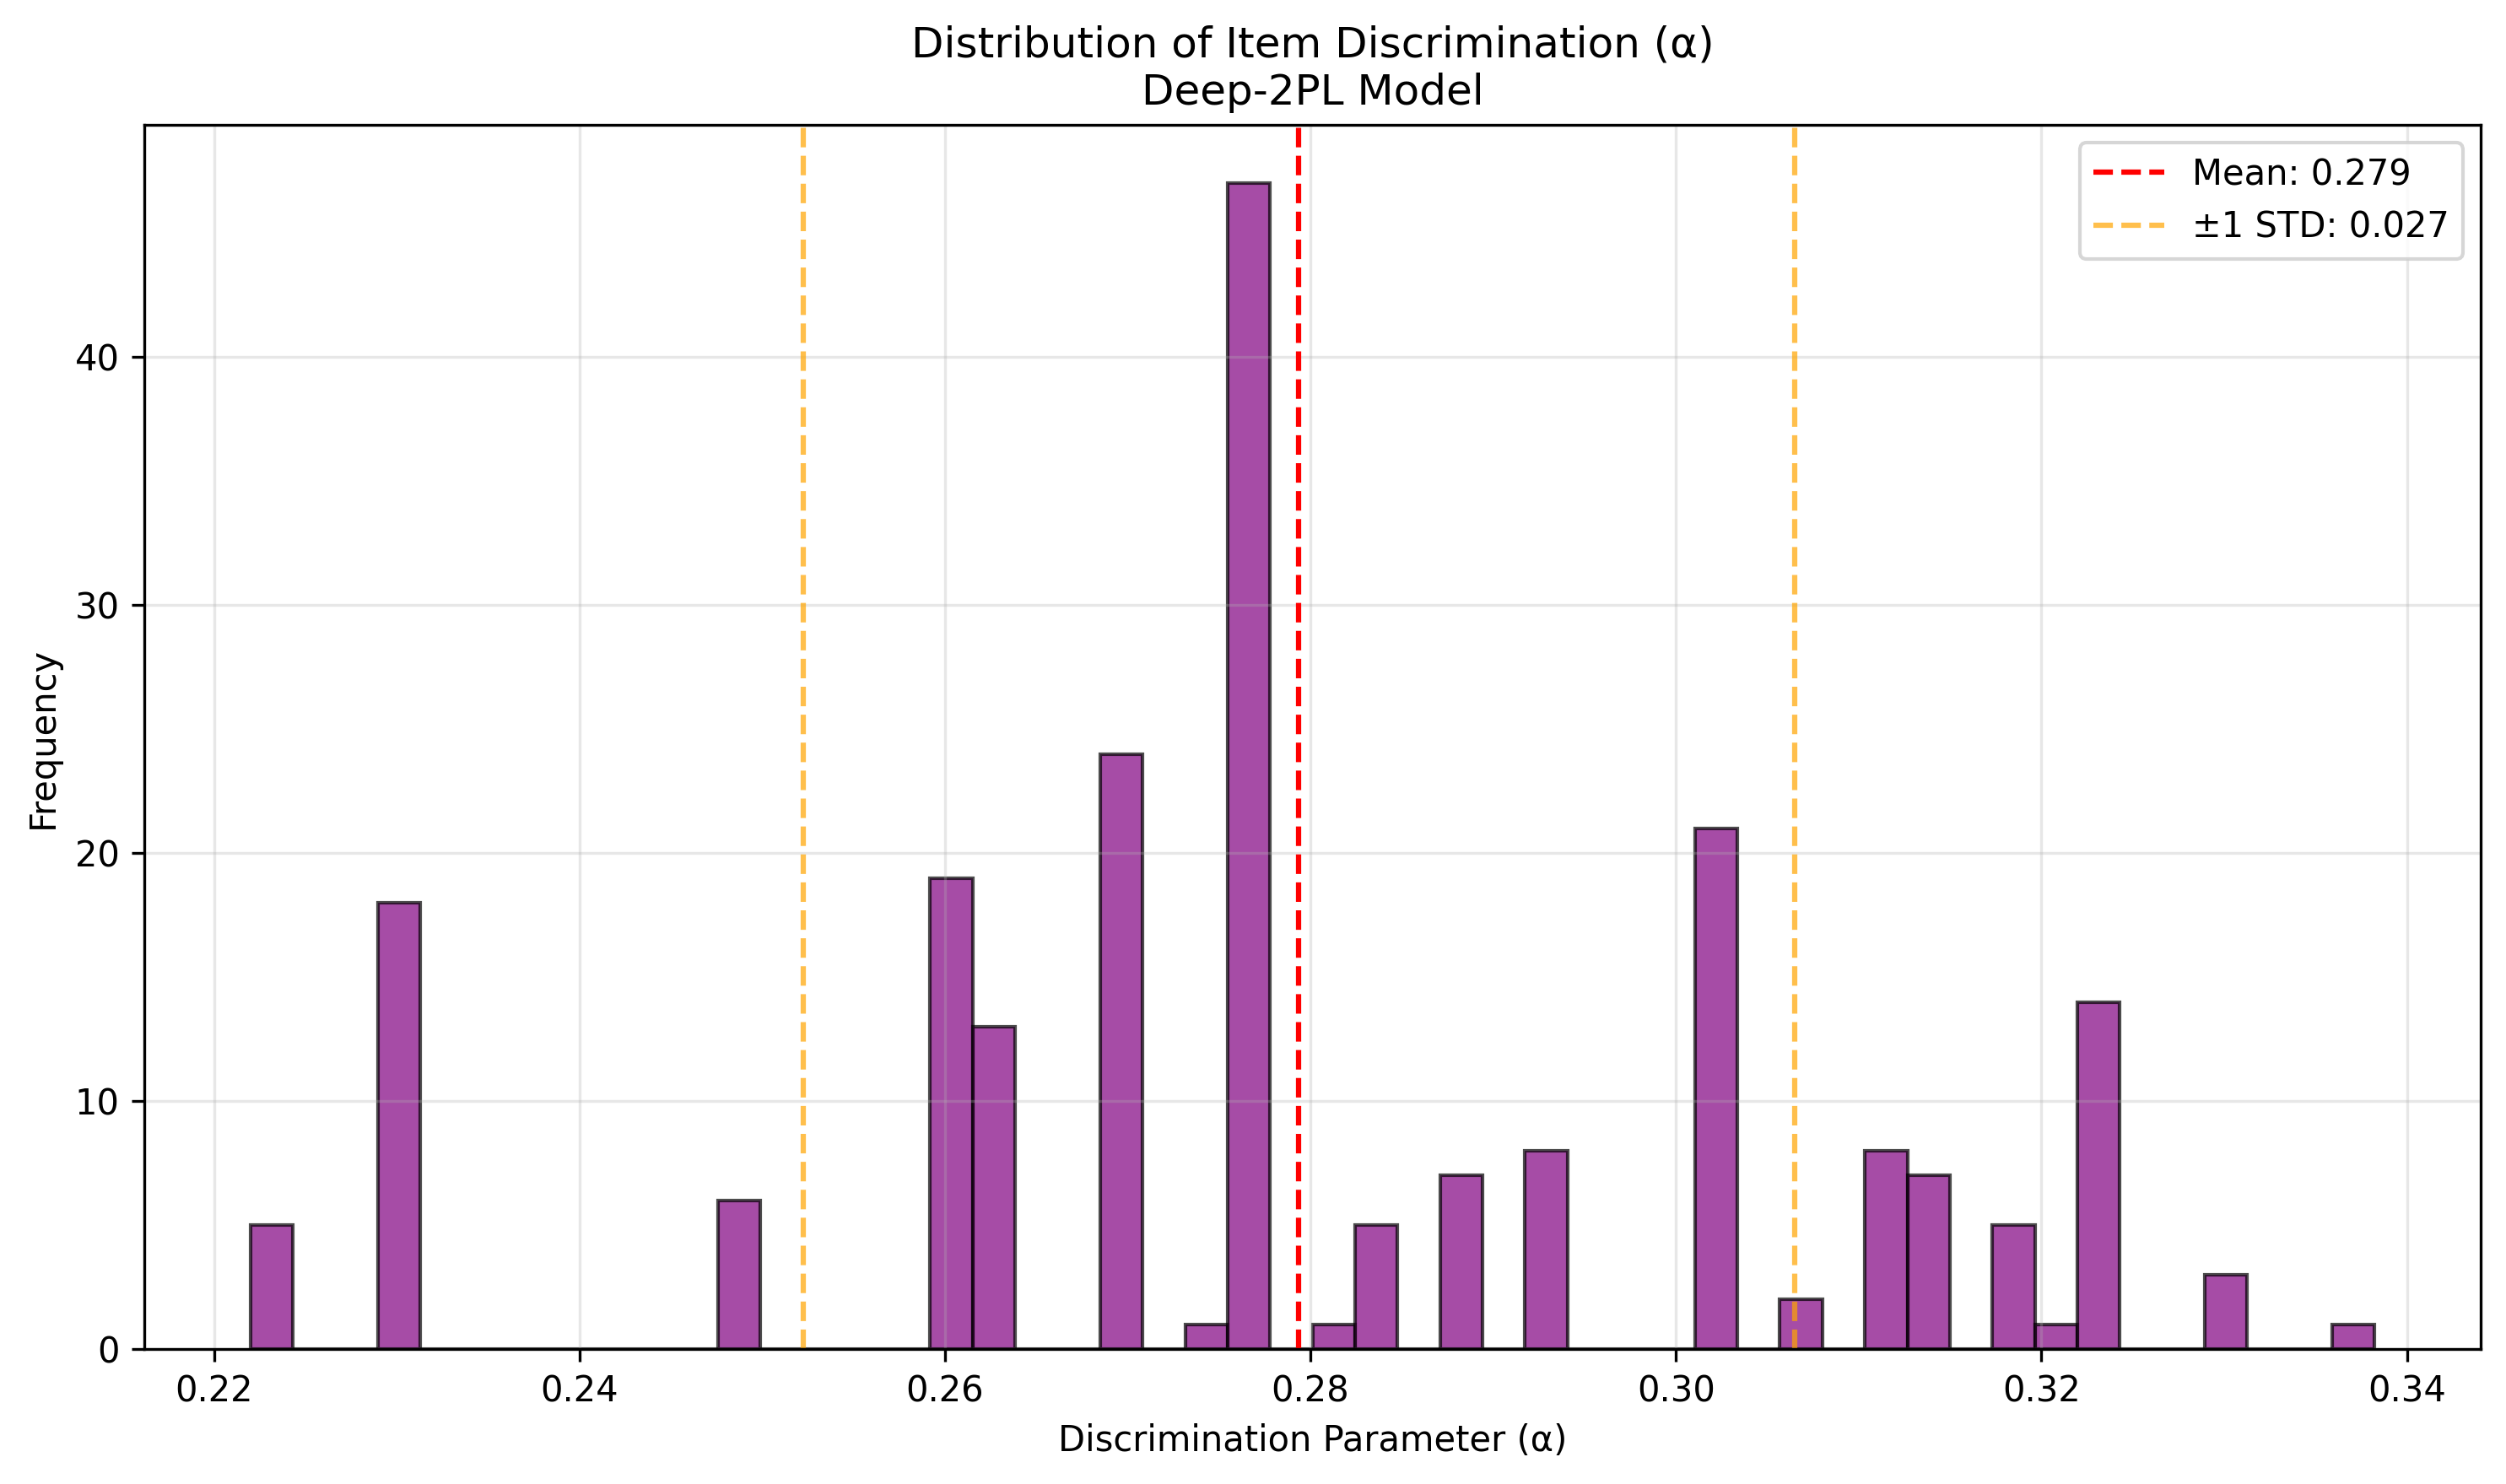 Distribution of Item Discrimination (α)
Deep-2PL Model
Mean: 0.279
±1 STD: 0.027
Frequency
40
30
20
10
0
0.22
0.24
0.26
0.28
0.30
0.32
0.34
Discrimination Parameter (α)